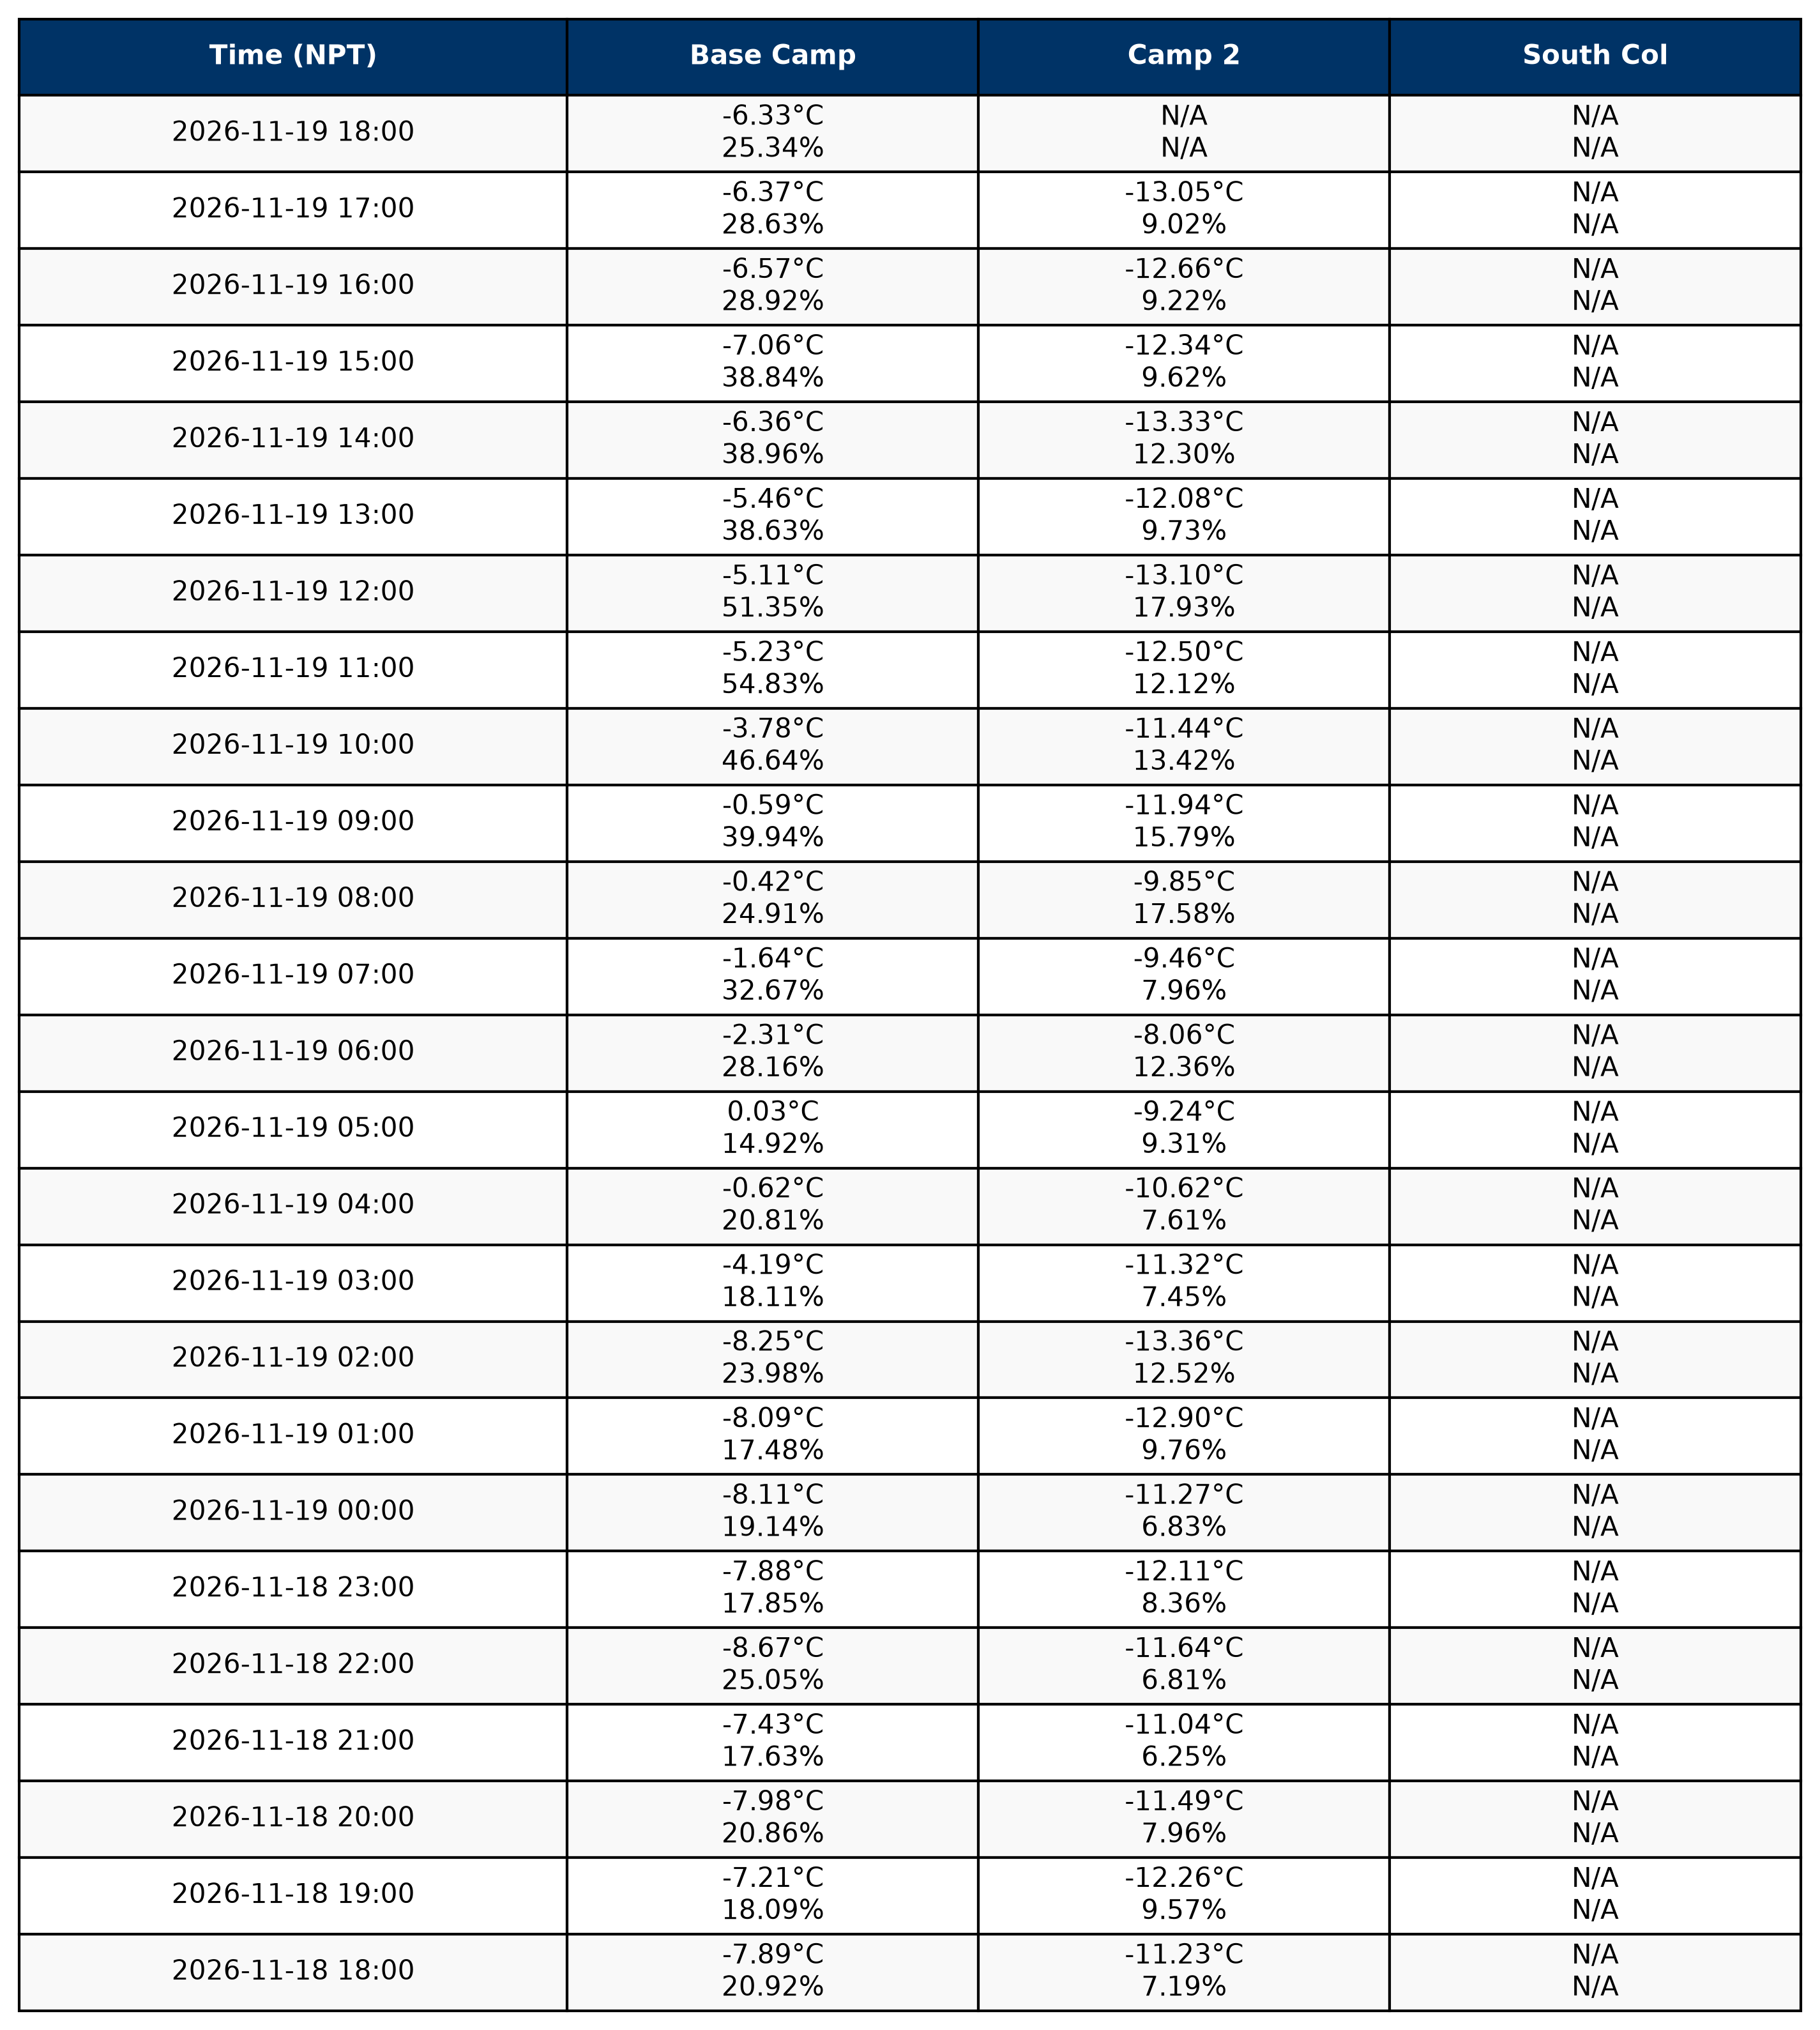 Time (NPT) Base Camp Camp 2 South Col
2026-11-19 18:00 -6.33°C 25.34% N/A N/A N/A N/A
2026-11-19 17:00 -6.37°C 28.63% -13.05°C 9.02% N/A N/A
2026-11-19 16:00 -6.57°C 28.92% -12.66°C 9.22% N/A N/A
2026-11-19 15:00 -7.06°C 38.84% -12.34°C 9.62% N/A N/A
2026-11-19 14:00 -6.36°C 38.96% -13.33°C 12.30% N/A N/A
2026-11-19 13:00 -5.46°C 38.63% -12.08°C 9.73% N/A N/A
2026-11-19 12:00 -5.11°C 51.35% -13.10°C 17.93% N/A N/A
2026-11-19 11:00 -5.23°C 54.83% -12.50°C 12.12% N/A N/A
2026-11-19 10:00 -3.78°C 46.64% -11.44°C 13.42% N/A N/A
2026-11-19 09:00 -0.59°C 39.94% -11.94°C 15.79% N/A N/A
2026-11-19 08:00 -0.42°C 24.91% -9.85°C 17.58% N/A N/A
2026-11-19 07:00 -1.64°C 32.67% -9.46°C 7.96% N/A N/A
2026-11-19 06:00 -2.31°C 28.16% -8.06°C 12.36% N/A N/A
2026-11-19 05:00 0.03°C 14.92% -9.24°C 9.31% N/A N/A
2026-11-19 04:00 -0.62°C 20.81% -10.62°C 7.61% N/A N/A
2026-11-19 03:00 -4.19°C 18.11% -11.32°C 7.45% N/A N/A
2026-11-19 02:00 -8.25°C 23.98% -13.36°C 12.52% N/A N/A
2026-11-19 01:00 -8.09°C 17.48% -12.90°C 9.76% N/A N/A
2026-11-19 00:00 -8.11°C 19.14% -11.27°C 6.83% N/A N/A
2026-11-18 23:00 -7.88°C 17.85% -12.11°C 8.36% N/A N/A
2026-11-18 22:00 -8.67°C 25.05% -11.64°C 6.81% N/A N/A
2026-11-18 21:00 -7.43°C 17.63% -11.04°C 6.25% N/A N/A
2026-11-18 20:00 -7.98°C 20.86% -11.49°C 7.96% N/A N/A
2026-11-18 19:00 -7.21°C 18.09% -12.26°C 9.57% N/A N/A
2026-11-18 18:00 -7.89°C 20.92% -11.23°C 7.19% N/A N/A